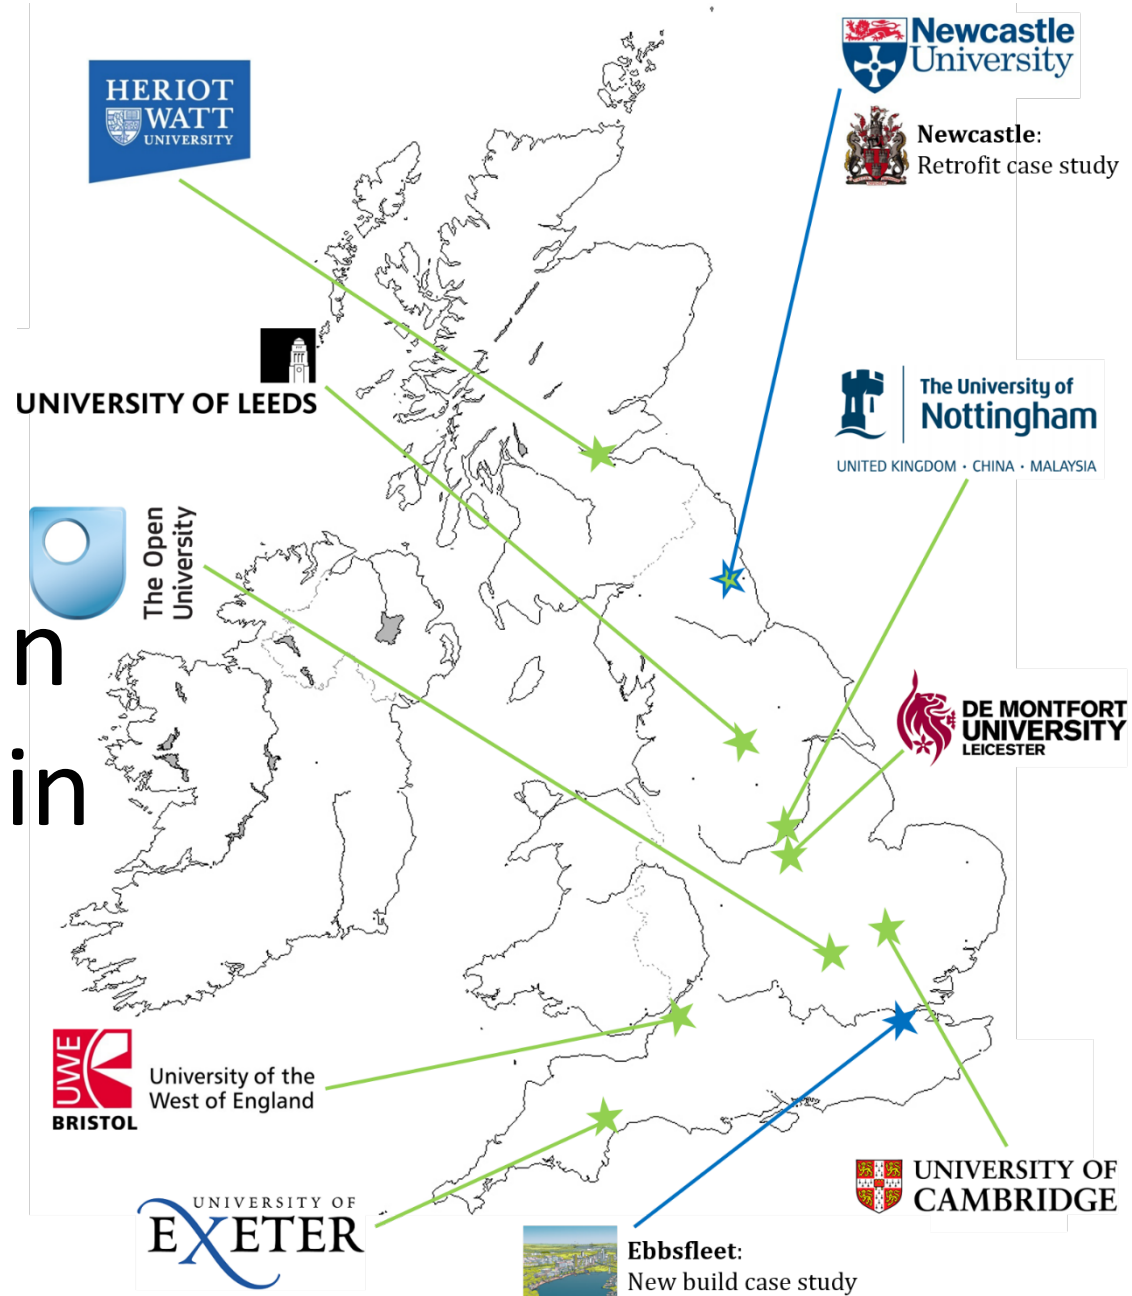 HERIOT
WATT
UNIVERSITY
Newcastle
University
Newcastle:
Retrofit case study
UNIVERSITY OF LEEDS
The University of
Nottingham
UNITED KINGDOM · CHINA · MALAYSIA
The Open
University
n
in
DE MONTFORT
UNIVERSITY
LEICESTER
UWE
BRISTOL
University of the
West of England
UNIVERSITY OF
EXETER
UNIVERSITY OF
CAMBRIDGE
Ebbsfleet:
New build case study